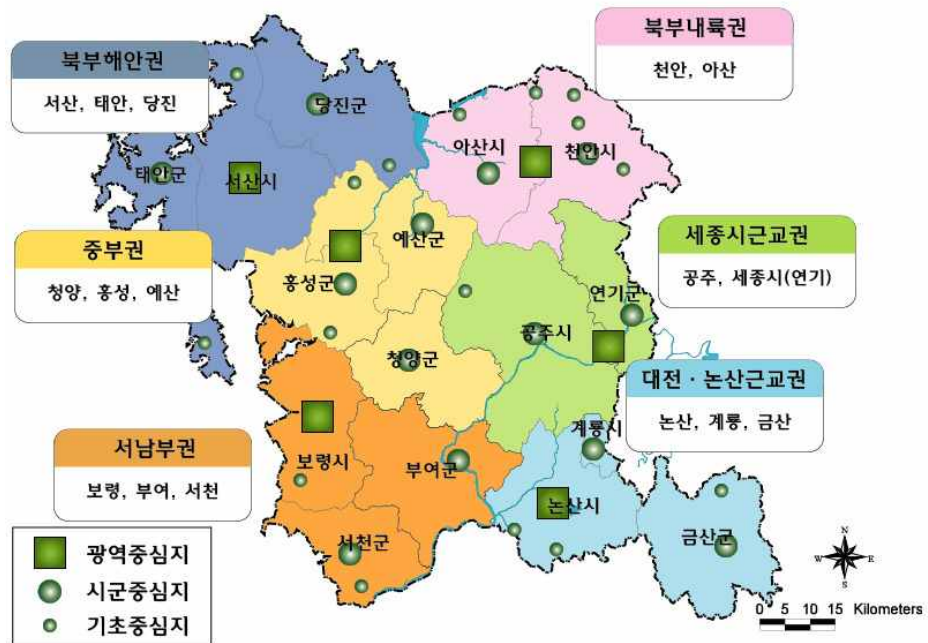 북부해안권
서산, 태안, 당진
북부내륙권
천안, 아산
중부권
청양, 홍성, 예산
세종시근교권
공주, 세종시(연기)
대전·논산근교권
논산, 계룡, 금산
서남부권
보령, 부여, 서천
당진군
아산시
천안시
태안군
서산시
예산군
홍성군
연기군
공주시
청양군
계룡시
보령시
부여군
논산시
서천군
금산군
광역중심지
시군중심지
기초중심지
N
W
E
S
0 5 10 15 Kilometers